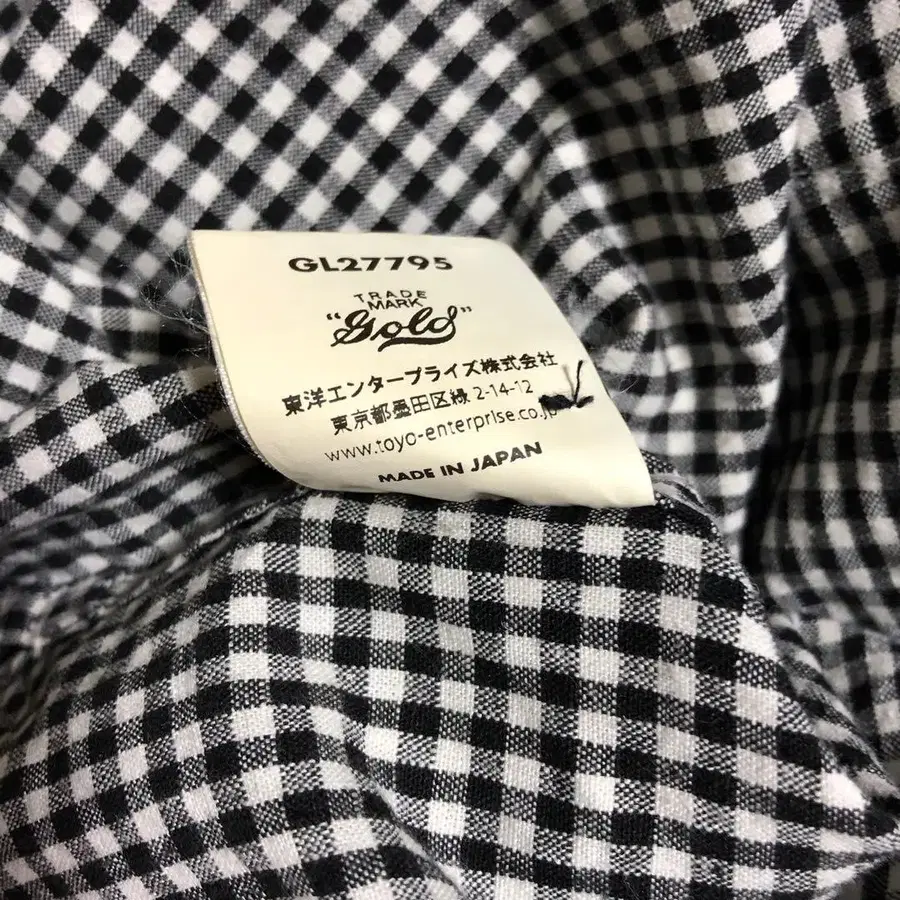 GL27795
TRADE
MARK
"Gold"
東洋エンタープライズ株式会社
東京都墨田区緑 2-14-12
www.toyo-enterprise.co.jp
MADE IN JAPAN